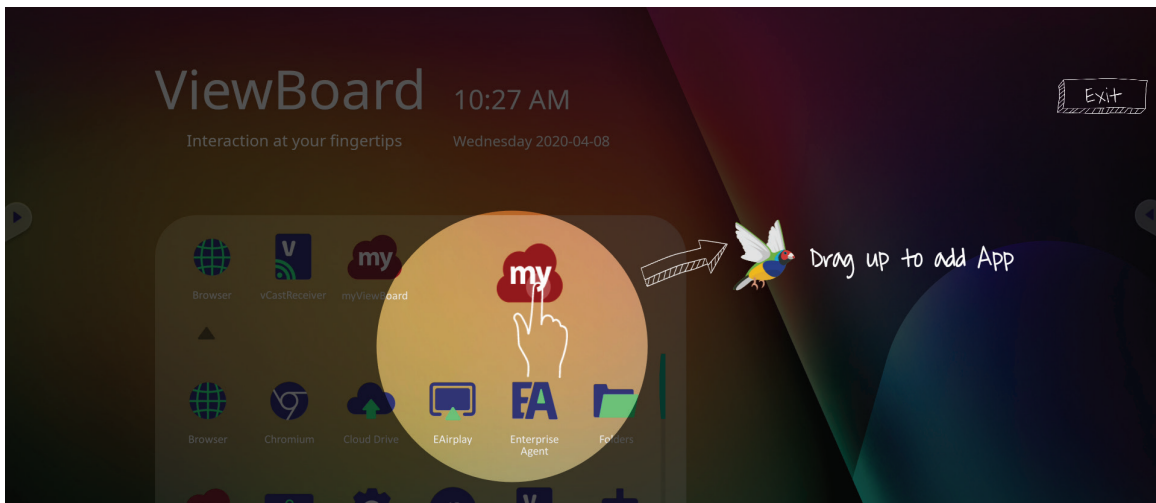 ViewBoard
10:27 AM
Exit
Interaction at your fingertips
Wednesday 2020-04-08
V
my
my
Drag up to add App
Browser
vCastReceiver
myViewBoard
EA
Browser
Chromium
Cloud Drive
EAirplay
Enterprise
Agent
Folders
V